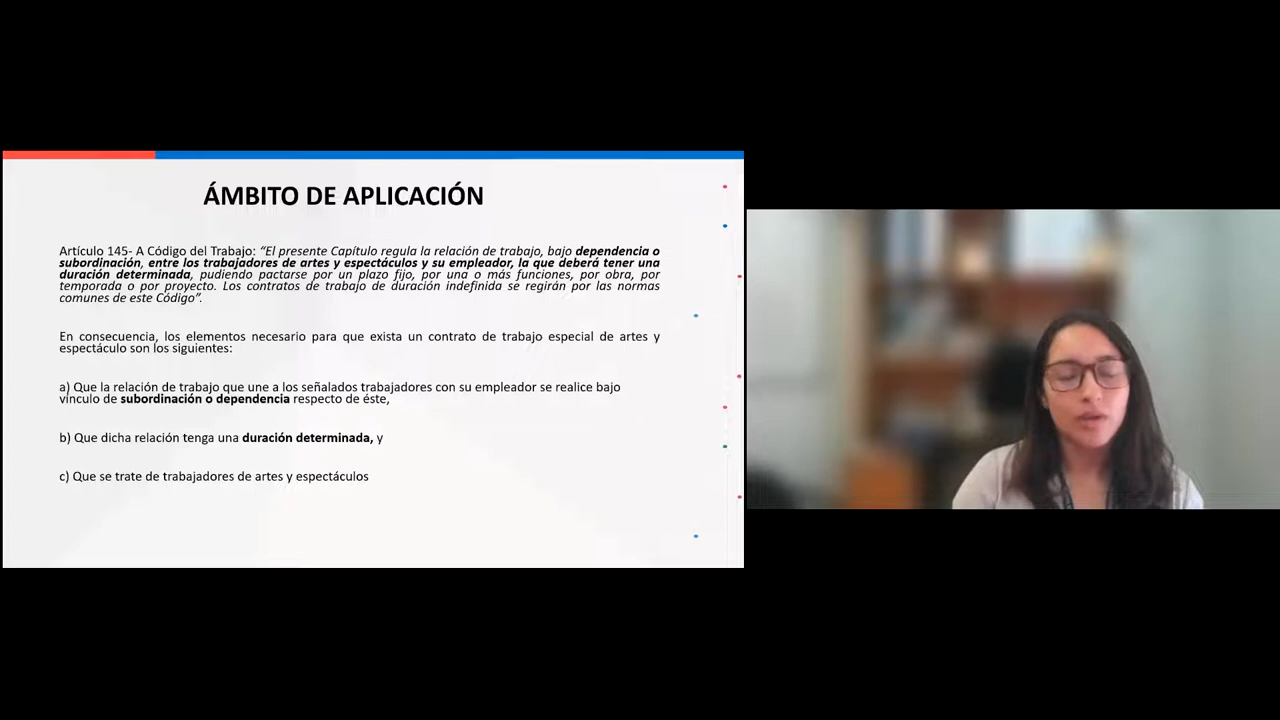 ÁMBITO DE APLICACIÓN
Artículo 145- A Código del Trabajo: “El presente Capítulo regula la relación de trabajo, bajo dependencia o
subordinación, entre los trabajadores de artes y espectáculos y su empleador, la que deberá tener una
duración determinada, pudiendo pactarse por un plazo fijo, por una o más funciones, por obra, por
temporada o por proyecto. Los contratos de trabajo de duración indefinida se regirán por las normas
comunes de este Código”.
En consecuencia, los elementos necesario para que exista un contrato de trabajo especial de artes y
espectáculo son los siguientes:
a) Que la relación de trabajo que une a los señalados trabajadores con su empleador se realice bajo
vínculo de subordinación o dependencia respecto de éste,
b) Que dicha relación tenga una duración determinada, y
c) Que se trate de trabajadores de artes y espectáculos